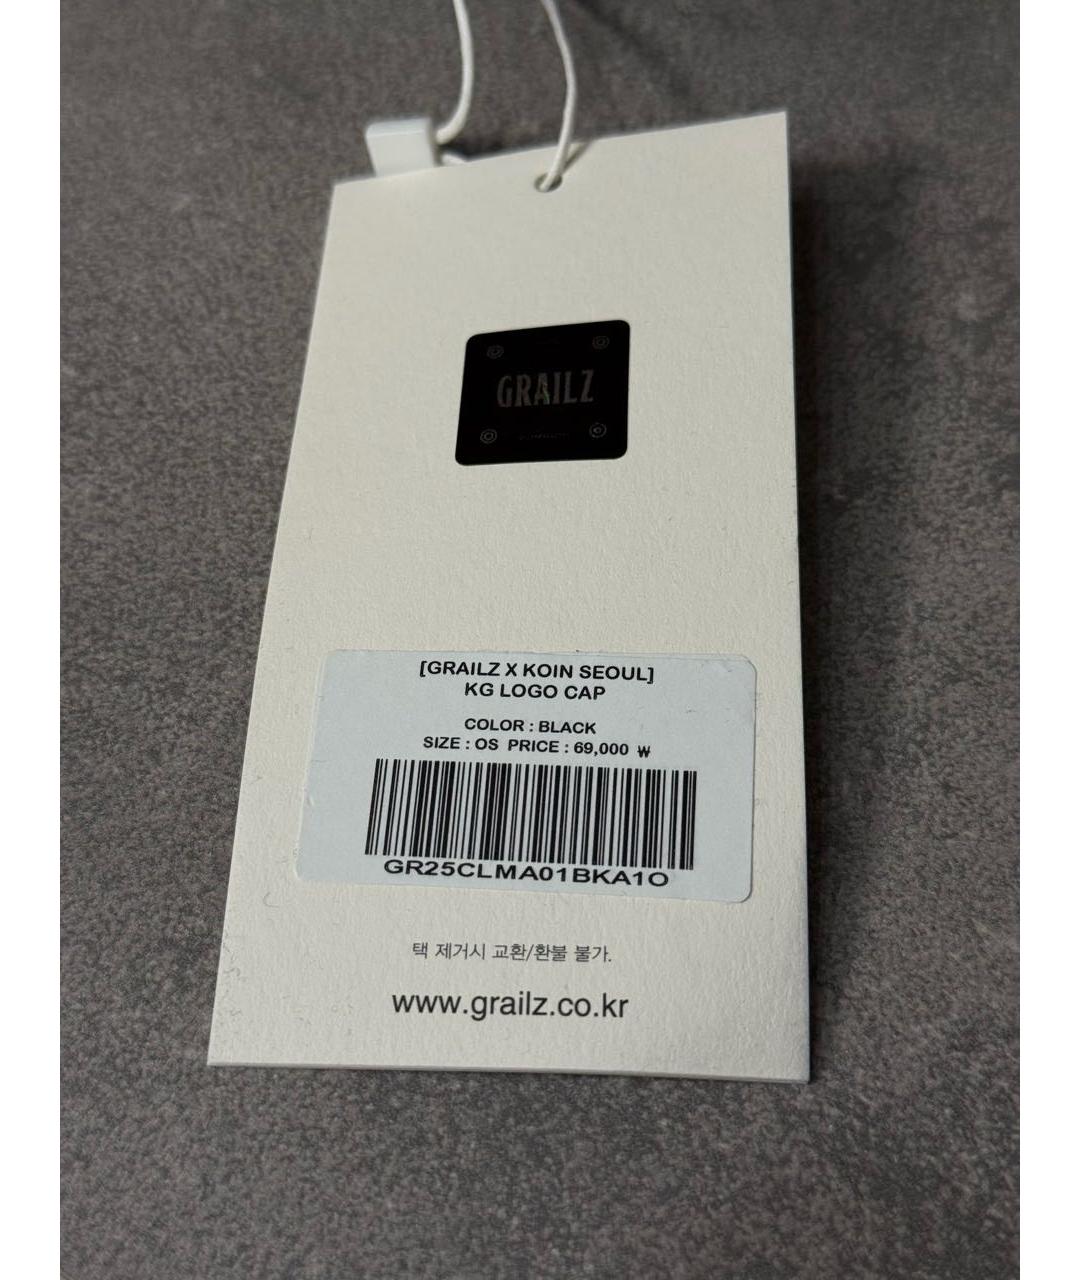 GRAILZ
[GRAILZ X KOIN SEOUL]
KG LOGO CAP
COLOR : BLACK
SIZE : OS PRICE : 69,000 ₩
GR25CLMA01BKA1O
택 제거시 교환/환불 불가.
www.grailz.co.kr